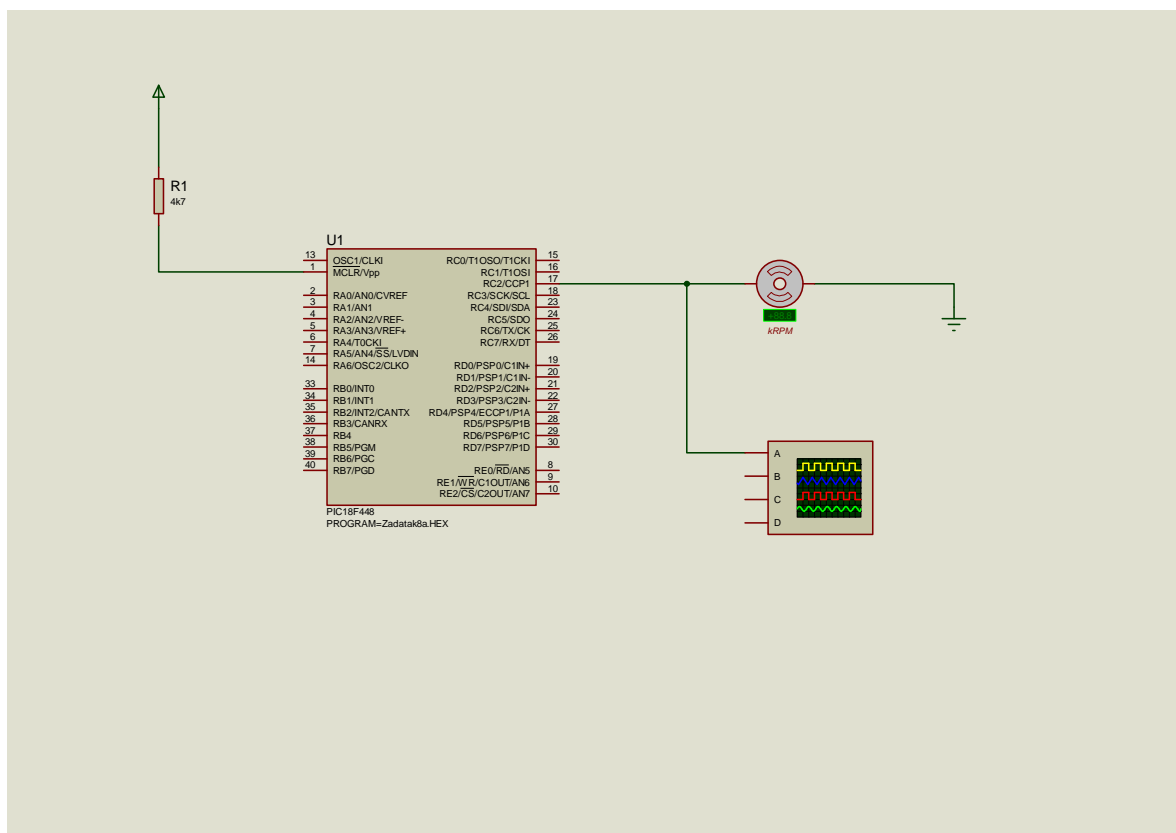 R1
4k7
U1
13 OSC1/CLKI
1 MCLR/Vpp
2 RA0/AN0/CVREF
3 RA1/AN1
4 RA2/AN2/VREF-
5 RA3/AN3/VREF+
6 RA4/T0CKI
7 RA5/AN4/SS/LVDIN
14 RA6/OSC2/CLKO
33 RB0/INT0
34 RB1/INT1
35 RB2/INT2/CANTX
36 RB3/CANRX
37 RB4
38 RB5/PGM
39 RB6/PGC
40 RB7/PGD
RC0/T1OSO/T1CKI 15
RC1/T1OSI 16
RC2/CCP1 17
RC3/SCK/SCL 18
RC4/SDI/SDA 23
RC5/SDO 24
RC6/TX/CK 25
RC7/RX/DT 26
RD0/PSP0/C1IN+ 19
RD1/PSP1/C1IN- 20
RD2/PSP2/C2IN+ 21
RD3/PSP3/C2IN- 22
RD4/PSP4/ECCP1/P1A 27
RD5/PSP5/P1B 28
RD6/PSP6/P1C 29
RD7/PSP7/P1D 30
RE0/RD/AN5 8
RE1/WR/C1OUT/AN6 9
RE2/CS/C2OUT/AN7 10
PIC18F448
PROGRAM=Zadatak8a.HEX
+88.8
kRPM
A
B
C
D